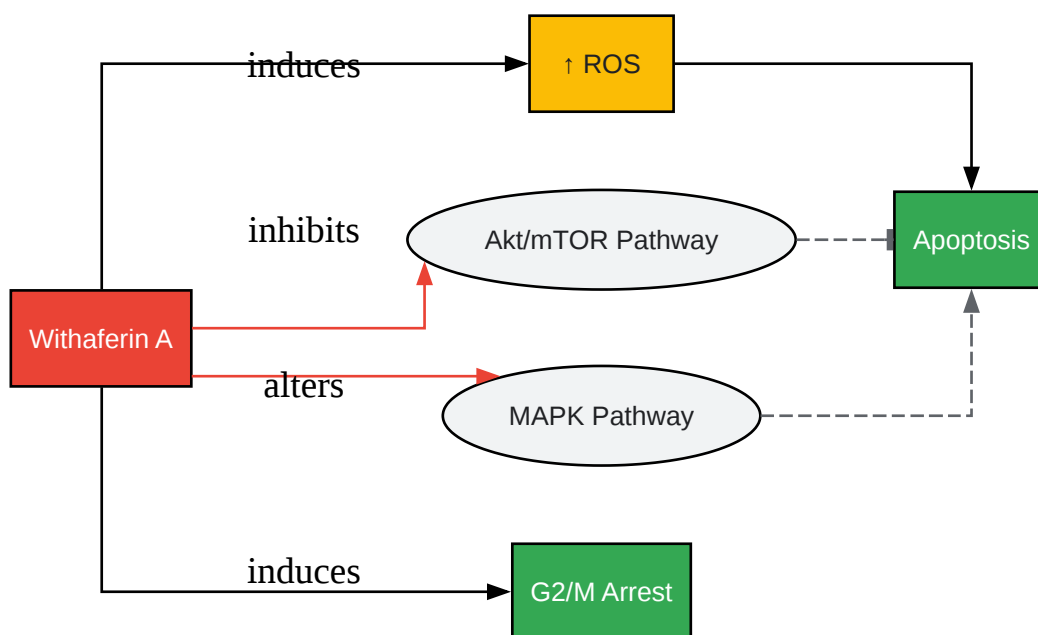 induces
↑ ROS
inhibits
Akt/mTOR Pathway
Apoptosis
Withaferin A
alters
MAPK Pathway
induces
G2/M Arrest